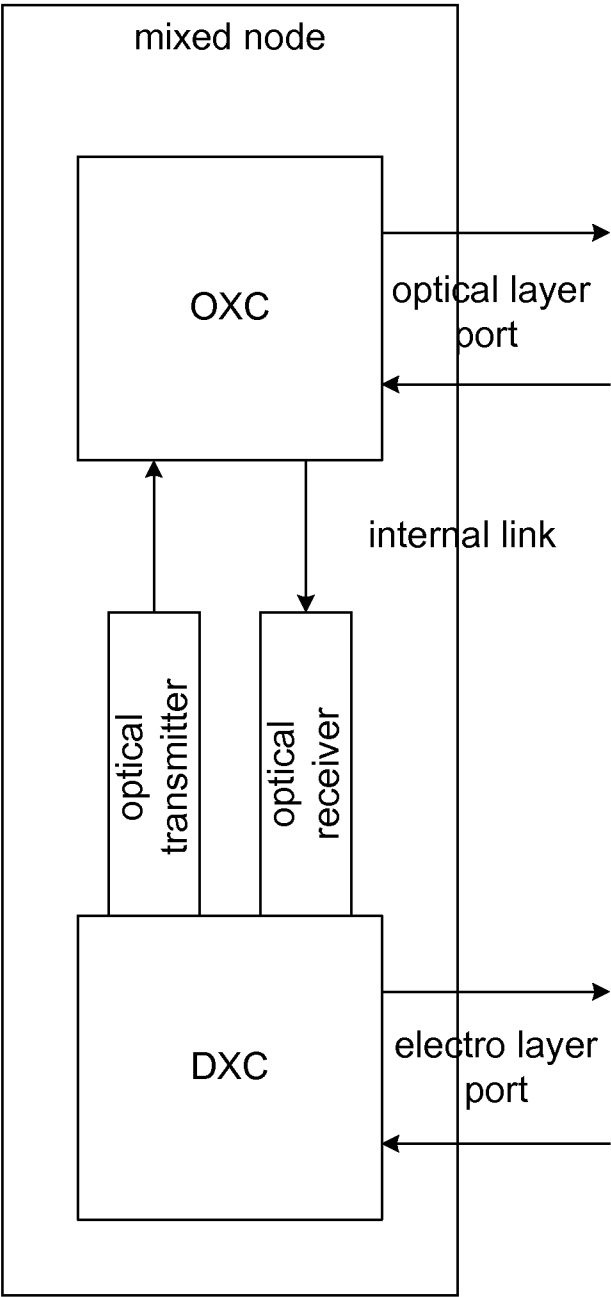 mixed node
OXC
optical layer
port
internal link
optical
transmitter
optical
receiver
DXC
electro layer
port